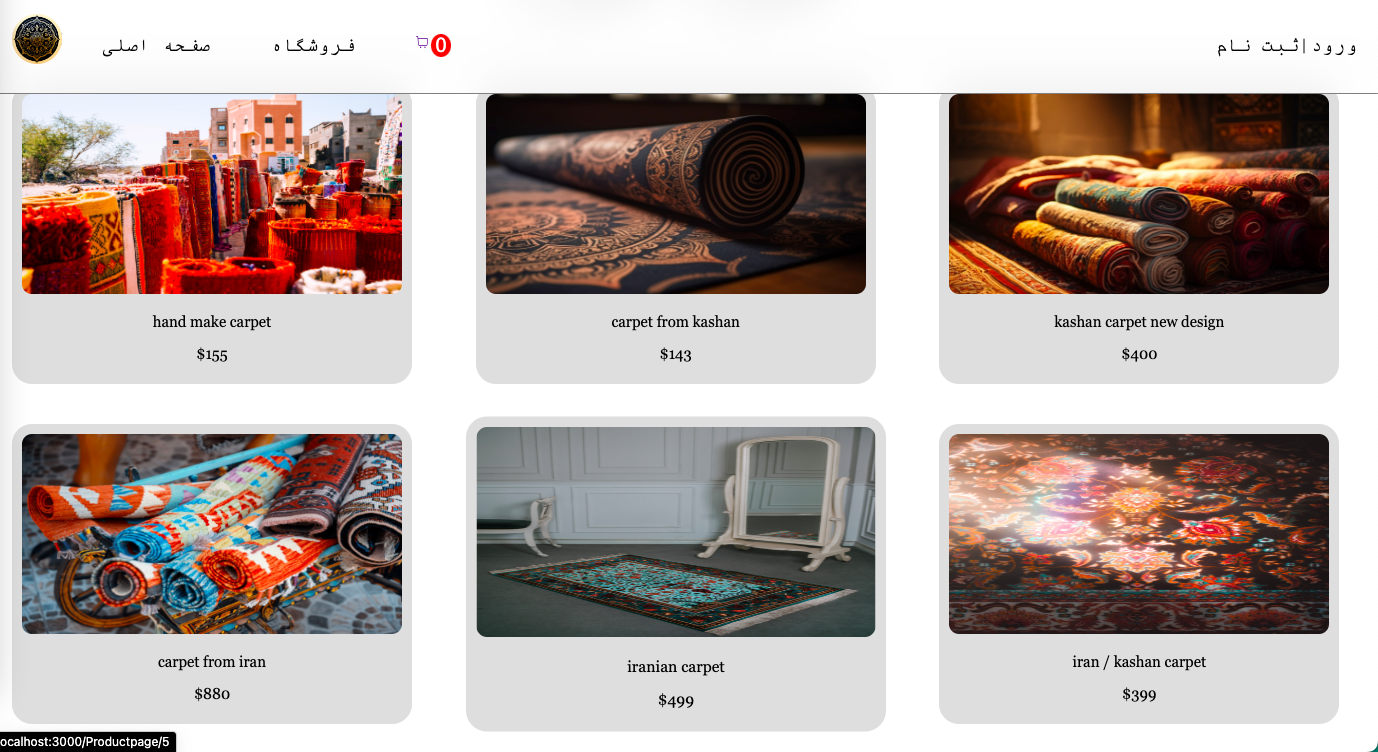 صفحه اصلی
فروشگاه
0
ورود|ثبت نام
hand make carpet
$155
carpet from kashan
$143
kashan carpet new design
$400
carpet from iran
$880
iranian carpet
$499
iran / kashan carpet
$399
ocalhost:3000/Productpage/5